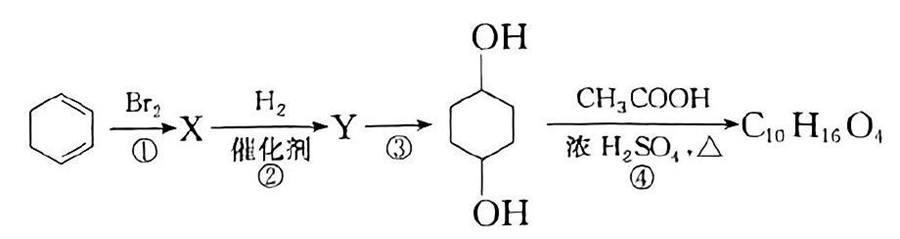 OH
Br₂
①
X
H₂
催化剂
②
Y
③
OH
CH₃COOH
浓 H₂SO₄,△
④
C₁₀H₁₆O₄